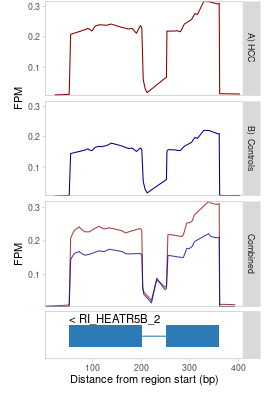 0.3
0.2
0.1
A) HCC
FPM
0.3
0.2
0.1
B) Controls
0.3
0.2
0.1
Combined
FPM
< RI_HEATR5B_2
100 200 300 400
Distance from region start (bp)